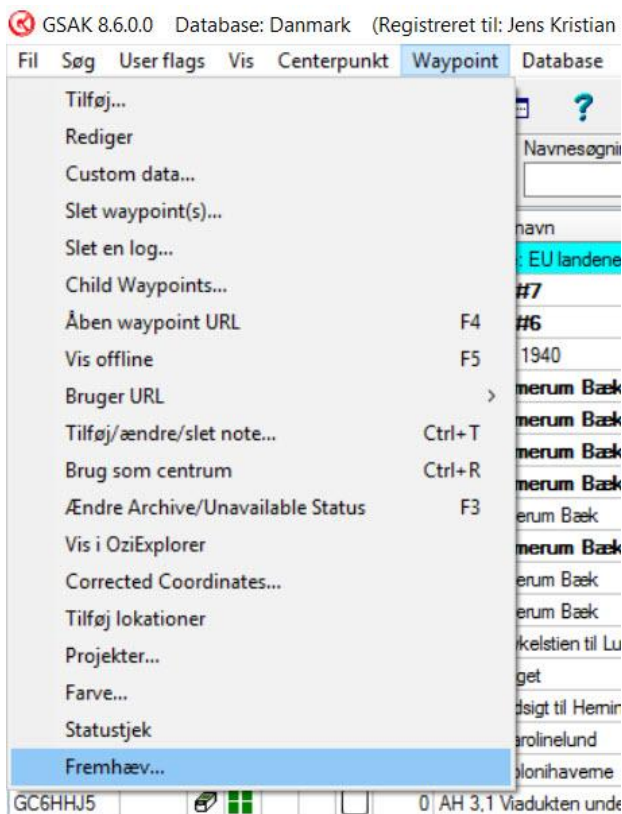 GSAK 8.6.0.0 Database: Danmark (Registreret til: Jens Kristian
Fil Søg User flags Vis Centerpunkt Waypoint Database
Tilføj...
Rediger
Custom data...
Slet waypoint(s)...
Slet en log...
Child Waypoints...
Åben waypoint URL F4
Vis offline F5
Bruger URL >
Tilføj/ændre/slet note... Ctrl+T
Brug som centrum Ctrl+R
Ændre Archive/Unavailable Status F3
Vis i OziExplorer
Corrected Coordinates...
Tilføj lokationer
Projekter...
Farve...
Statustjek
Fremhæv...
?
Navnesøgnin
navn
: EU landene
#7
#6
1940
merum Bæk
merum Bæk
merum Bæk
merum Bæk
erum Bæk
merum Bæk
erum Bæk
erum Bæk
kelstien til Lu
get
dsigt til Hernin
arolinelund
olonihaverne
GC6HHJ5 0 AH 3,1 Viadukten unde